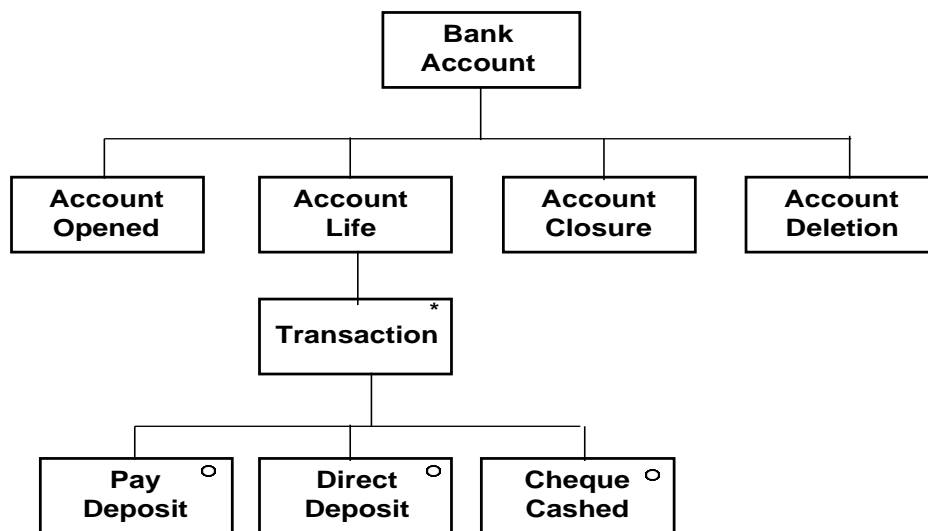 Bank
Account
Account
Opened
Account
Life
Account
Closure
Account
Deletion
*
Transaction
Pay
Deposit
Direct
Deposit
Cheque
Cashed